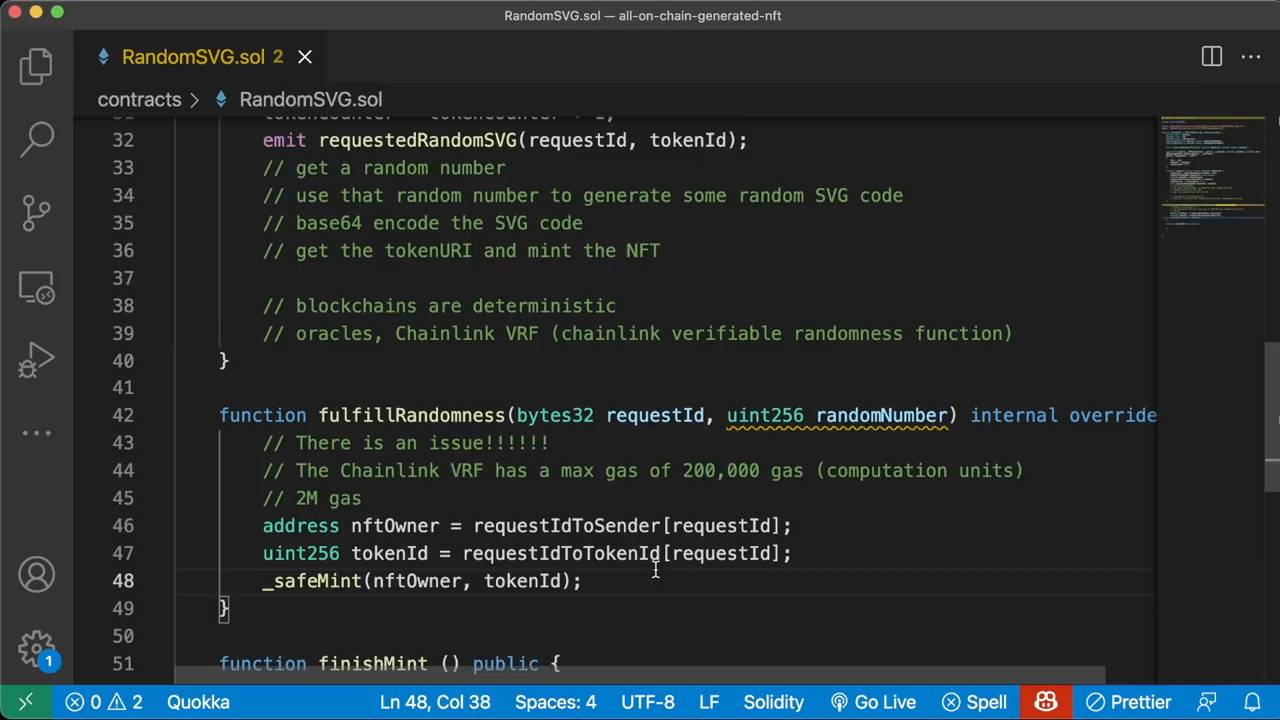 RandomSVG.sol — all-on-chain-generated-nft
RandomSVG.sol 2
contracts > RandomSVG.sol
32 emit requestedRandomSVG(requestId, tokenId);
33 // get a random number
34 // use that random number to generate some random SVG code
35 // base64 encode the SVG code
36 // get the tokenURI and mint the NFT
37
38 // blockchains are deterministic
39 // oracles, Chainlink VRF (chainlink verifiable randomness function)
40 }
41
42 function fulfillRandomness(bytes32 requestId, uint256 randomNumber) internal override
43 // There is an issue!!!!!!
44 // The Chainlink VRF has a max gas of 200,000 gas (computation units)
45 // 2M gas
46 address nftOwner = requestIdToSender[requestId];
47 uint256 tokenId = requestIdToTokenId[requestId];
48 _safeMint(nftOwner, tokenId);
49 }
50
51 function finishMint () public {
1
0 2 Quokka Ln 48, Col 38 Spaces: 4 UTF-8 LF Solidity Go Live Spell Prettier